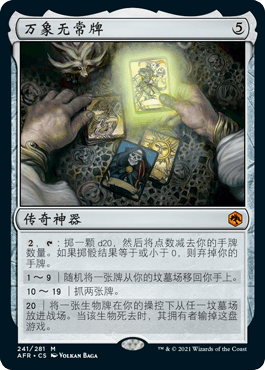 万象无常牌 5
传奇神器
2，：掷一颗 d20，然后将点数减去你的手牌
数量。如果掷骰结果等于或小于 0，则弃掉你的
手牌。
1～9 | 随机将一张牌从你的坟墓场移回你手上。
10～19 | 抓两张牌。
20 | 将一张生物牌在你的操控下从任一坟墓场
放进战场。当该生物死去时，其拥有者输掉这盘
游戏。
241/281 M
AFR • CS VOLKAN BAGA
™ & © 2021 Wizards of the Coast